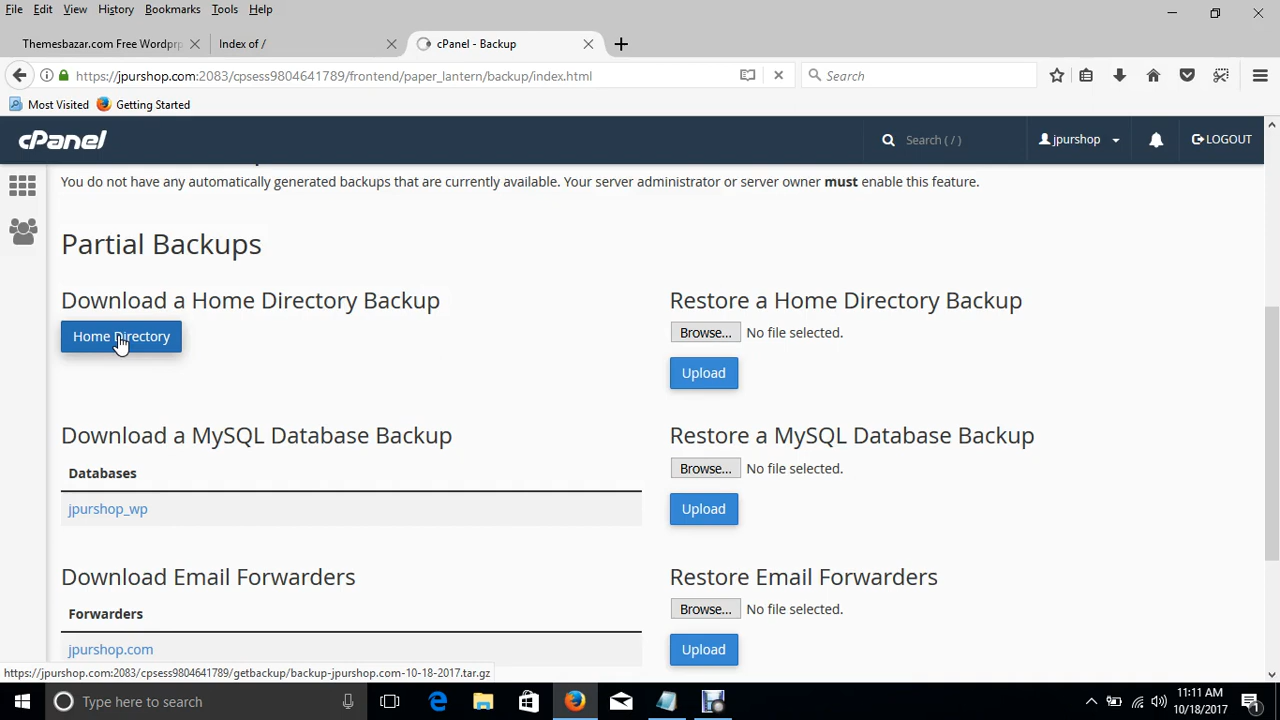 File Edit View History Bookmarks Tools Help
Themesbazar.com Free Wordpr
Index of /
cPanel - Backup
https://jpurshop.com:2083/cpsess9804641789/frontend/paper_lantern/backup/index.html
Search
Most Visited
Getting Started
cPanel
Search ( / )
jpurshop
LOGOUT
You do not have any automatically generated backups that are currently available. Your server administrator or server owner must enable this feature.
Partial Backups
Download a Home Directory Backup
Restore a Home Directory Backup
Home Directory
Browse... No file selected.
Upload
Download a MySQL Database Backup
Restore a MySQL Database Backup
Databases
Browse... No file selected.
jpurshop_wp
Upload
Download Email Forwarders
Restore Email Forwarders
Forwarders
Browse... No file selected.
jpurshop.com
Upload
https://jpurshop.com:2083/cpsess9804641789/getbackup/backup-jpurshop.com-10-18-2017.tar.gz
Type here to search
11:11 AM
10/18/2017
1